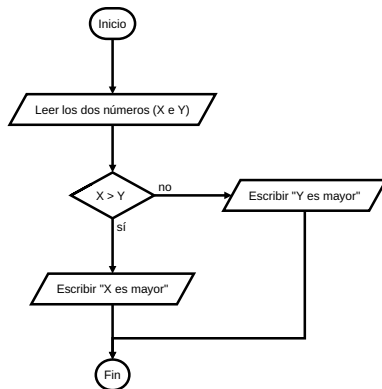 Inicio
Leer los dos números (X e Y)
X > Y
no
Escribir "Y es mayor"
sí
Escribir "X es mayor"
Fin